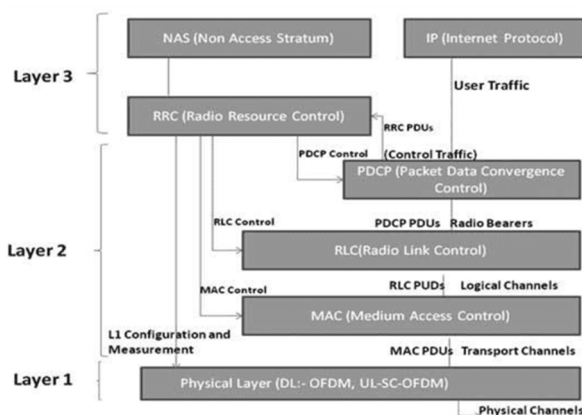 NAS (Non Access Stratum)
IP (Internet Protocol)
Layer 3
User Traffic
RRC (Radio Resource Control)
RRC PDUs
PDCP Control
(Control Traffic)
PDCP (Packet Data Convergence
Control)
RLC Control
PDCP PDUs
Radio Bearers
Layer 2
RLC(Radio Link Control)
RLC PUDs
Logical Channels
MAC Control
MAC (Medium Access Control)
L1 Configuration and
Measurement
MAC PDUs
Transport Channels
Layer 1
Physical Layer (DL:- OFDM, UL-SC-OFDM)
Physical Channels